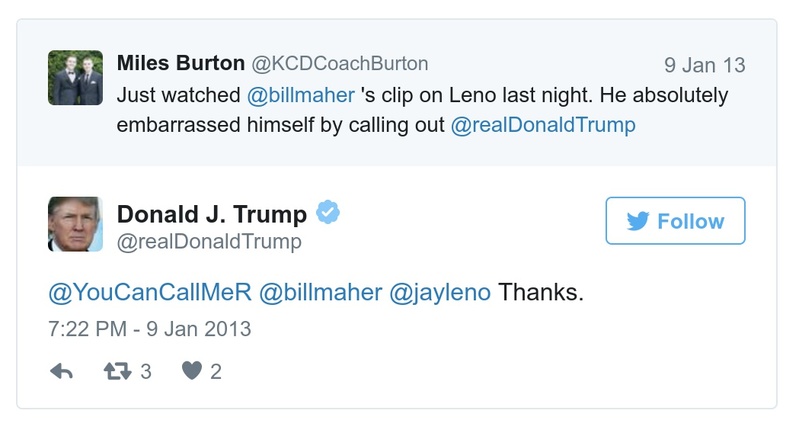 Miles Burton @KCDCoachBurton
9 Jan 13
Just watched @billmaher 's clip on Leno last night. He absolutely
embarrassed himself by calling out @realDonaldTrump
Donald J. Trump
@realDonaldTrump
Follow
@YouCanCallMeR @billmaher @jayleno Thanks.
7:22 PM - 9 Jan 2013
3
2